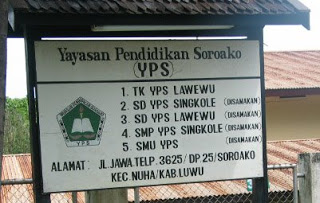 Yayasan Pendidikan Soroako
(YPS)
1. TK YPS LAWEWU
2. SD YPS SINGKOLE (DISAMAKAN)
3. SD YPS LAWEWU (DISAMAKAN)
4. SMP YPS SINGKOLE (DISAMAKAN)
5. SMU YPS (DISAMAKAN)
ALAMAT: JL.JAWA.TELP. 3625/ DP. 25/SOROAKO
KEC.NUHA/KAB.LUWU